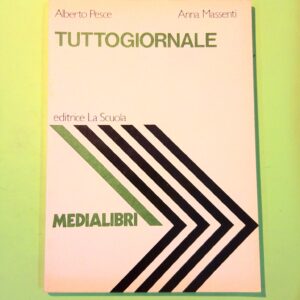 Alberto Pesce Anna Massenti
TUTTOGIORNALE
editrice La Scuola
MEDIALIBRI